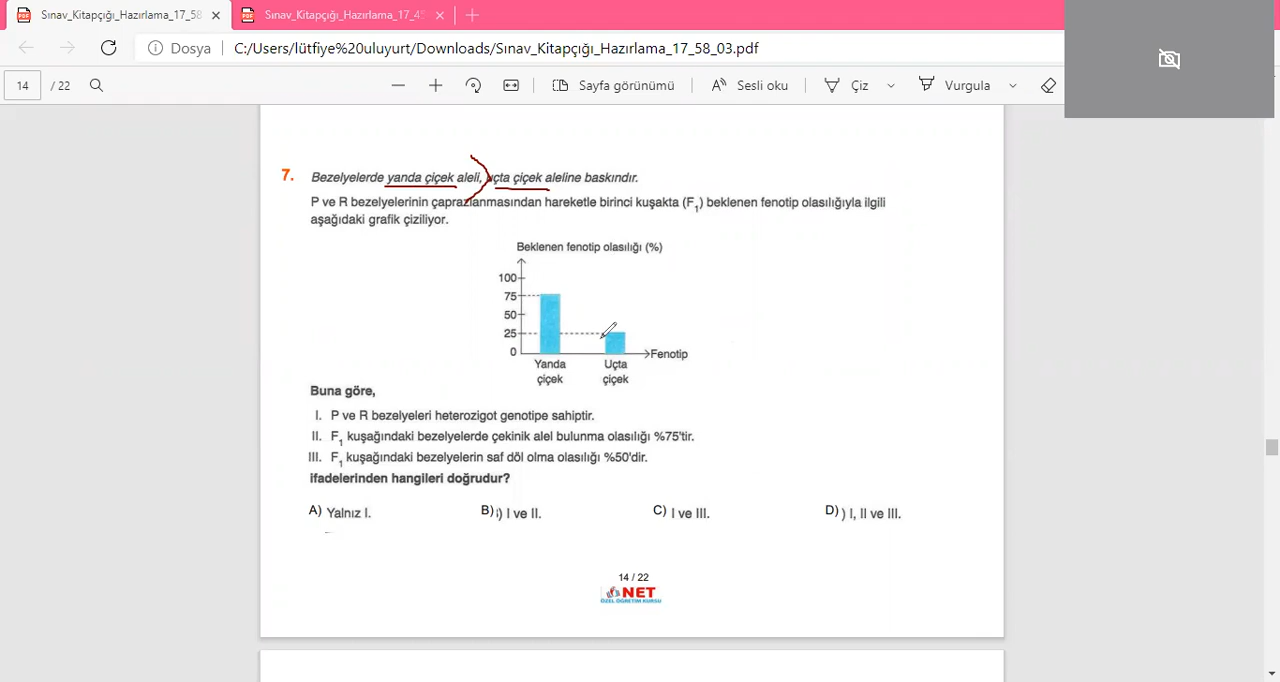 Sınav_Kitapçığı_Hazırlama_17_58
Sınav_Kitapçığı_Hazırlama_17_45
Dosya
C:/Users/lütfiye%20uluyurt/Downloads/Sınav_Kitapçığı_Hazırlama_17_58_03.pdf
14 / 22
Sayfa görünümü
Sesli oku
Çiz
Vurgula
7. Bezelyelerde yanda çiçek aleli, uçta çiçek aleline baskındır.
P ve R bezelyelerinin çaprazlanmasından hareketle birinci kuşakta (F1) beklenen fenotip olasılığıyla ilgili
aşağıdaki grafik çiziliyor.
Beklenen fenotip olasılığı (%)
100
75
50
25
0
Fenotip
Yanda çiçek
Uçta çiçek
Buna göre,
I. P ve R bezelyeleri heterozigot genotipe sahiptir.
II. F1 kuşağındaki bezelyelerde çekinik alel bulunma olasılığı %75'tir.
III. F1 kuşağındaki bezelyelerin saf döl olma olasılığı %50'dir.
ifadelerinden hangileri doğrudur?
A) Yalnız I. B) i) I ve II. C) I ve III. D) ) I, II ve III.
14 / 22
NET
ÖZEL ÖĞRETİM KURSU